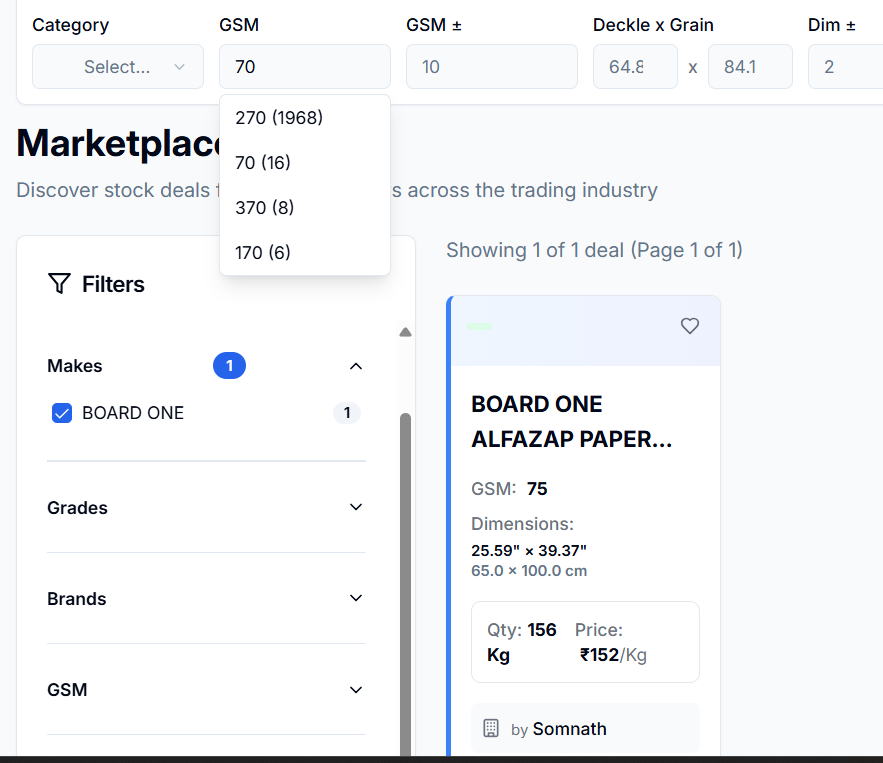 Category GSM GSM ± Deckle x Grain Dim ±
Select... 70 10 64.8 x 84.1 2
270 (1968)
70 (16)
370 (8)
170 (6)
Marketplac
Discover stock deals s across the trading industry
Filters
Makes 1
BOARD ONE 1
Grades
Brands
GSM
Showing 1 of 1 deal (Page 1 of 1)
BOARD ONE
ALFAZAP PAPER...
GSM: 75
Dimensions:
25.59" × 39.37"
65.0 × 100.0 cm
Qty: 156 Price:
Kg ₹152/Kg
by Somnath